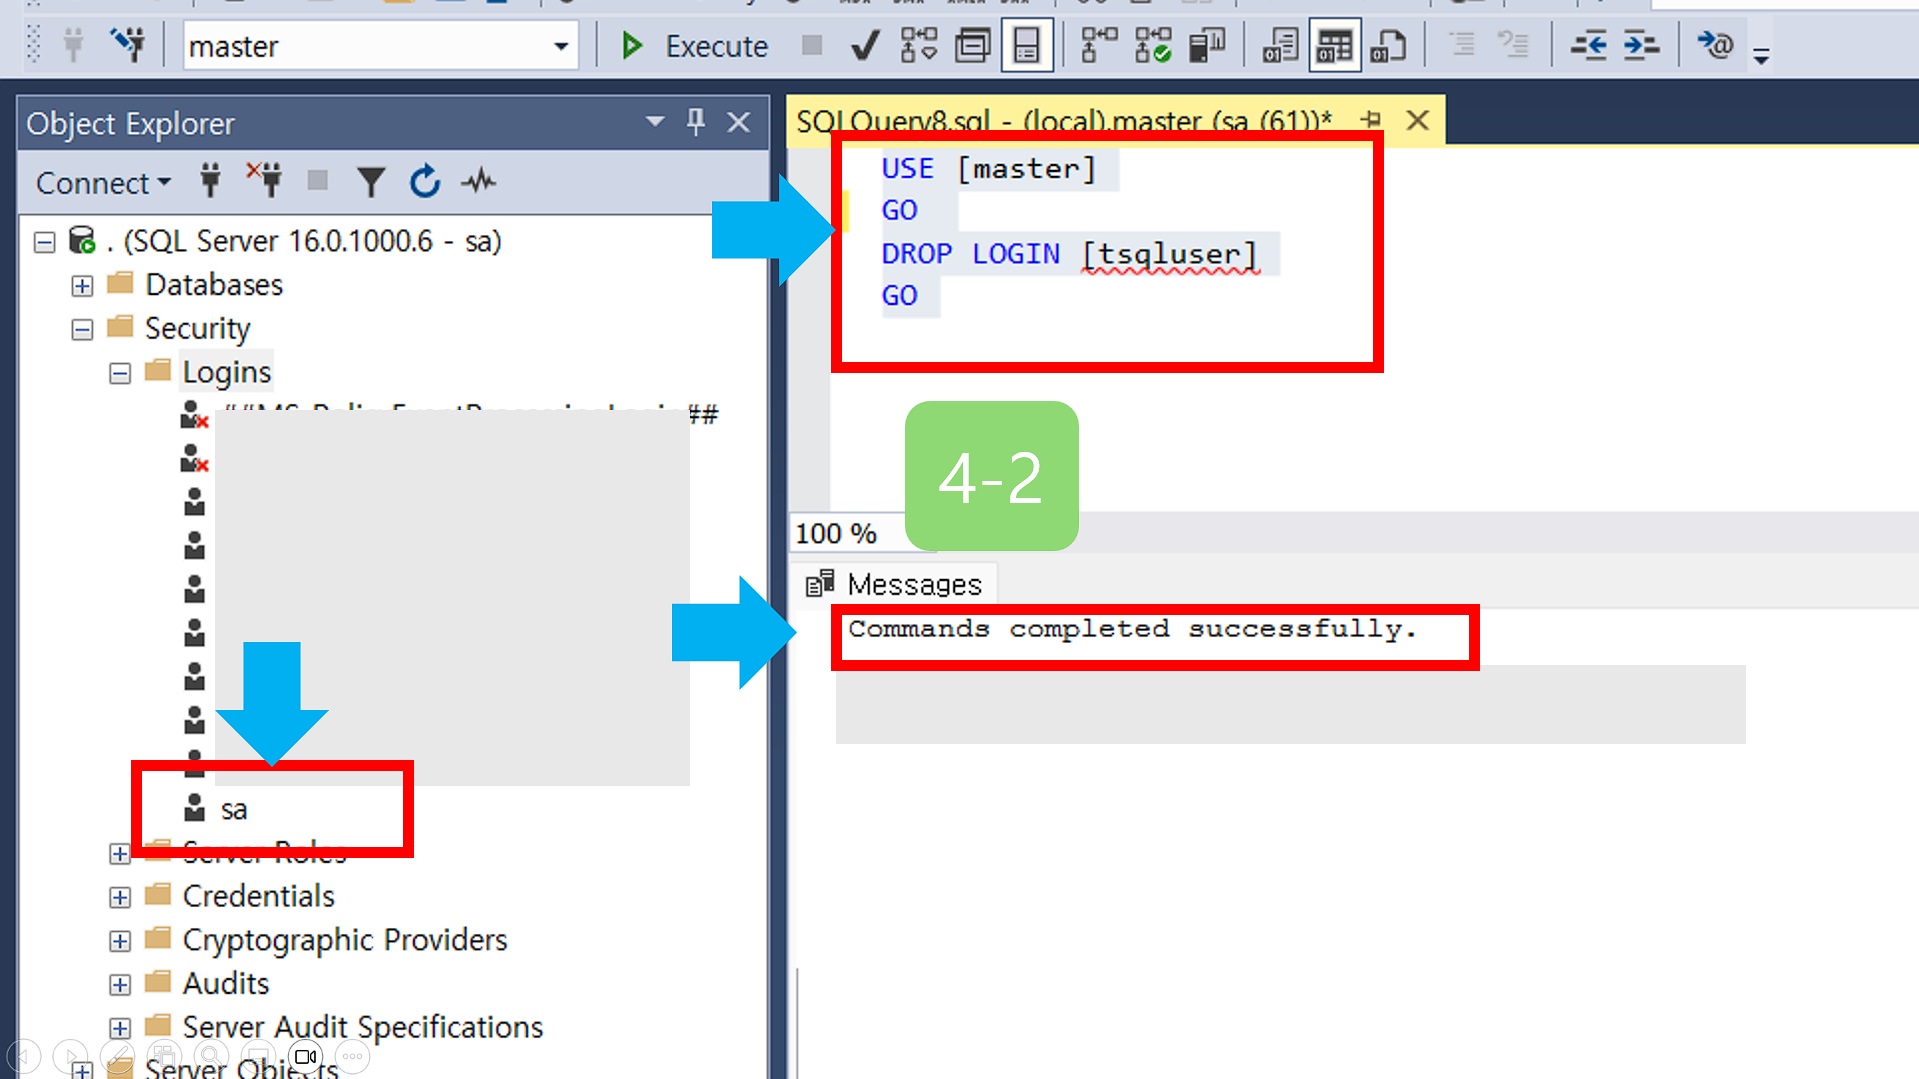 master
Execute
Object Explorer
SQLQuery8.sql - (local).master (sa (61))*
Connect
. (SQL Server 16.0.1000.6 - sa)
Databases
Security
Logins
##
sa
Server Roles
Credentials
Cryptographic Providers
Audits
Server Audit Specifications
Server Objects
USE [master]
GO
DROP LOGIN [tsqluser]
GO
4-2
100 %
Messages
Commands completed successfully.